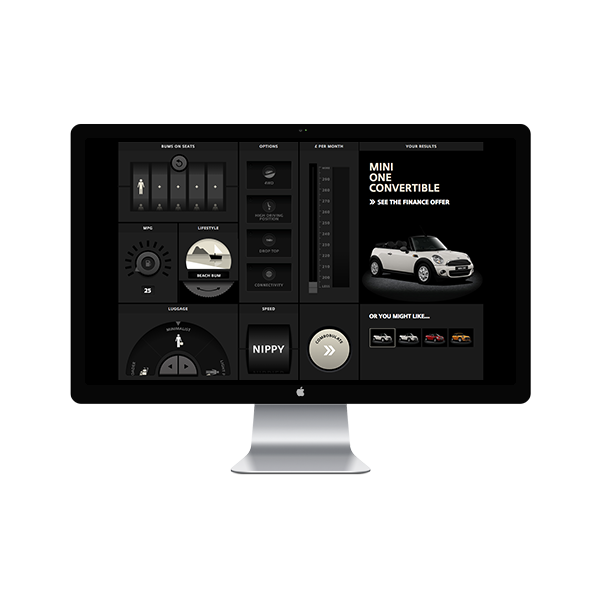 BUMS ON SEATS
OPTIONS
£ PER MONTH
YOUR RESULTS
MINI
ONE
CONVERTIBLE
SEE THE FINANCE OFFER
HIGH DRIVING
POSITION
DROP TOP
CONNECTIVITY
MPG
25
LIFESTYLE
BEACH BUM
LUGGAGE
MINIMALIST
SPEED
NIPPY
COMBOBULATE
OR YOU MIGHT LIKE...